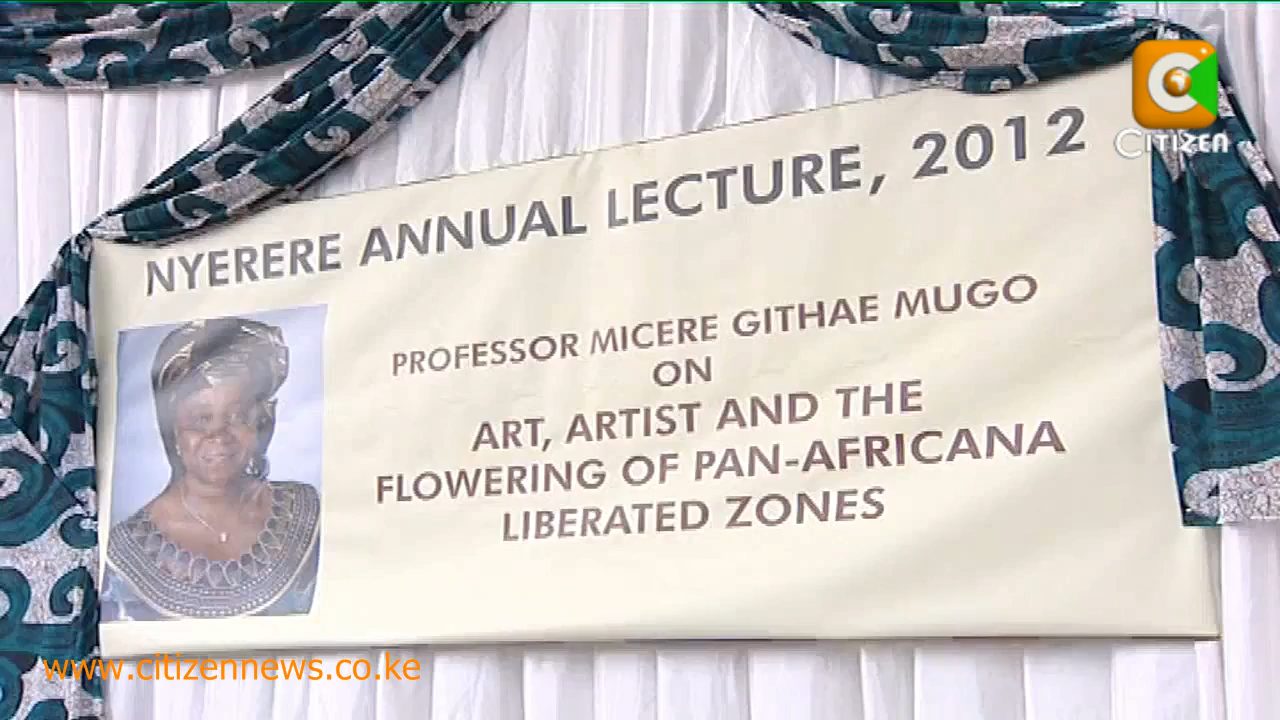 CITIZEN
NYERERE ANNUAL LECTURE, 2012
PROFESSOR MICERE GITHAE MUGO
ON
ART, ARTIST AND THE
FLOWERING OF PAN-AFRICANA
LIBERATED ZONES
www.citizennews.co.ke